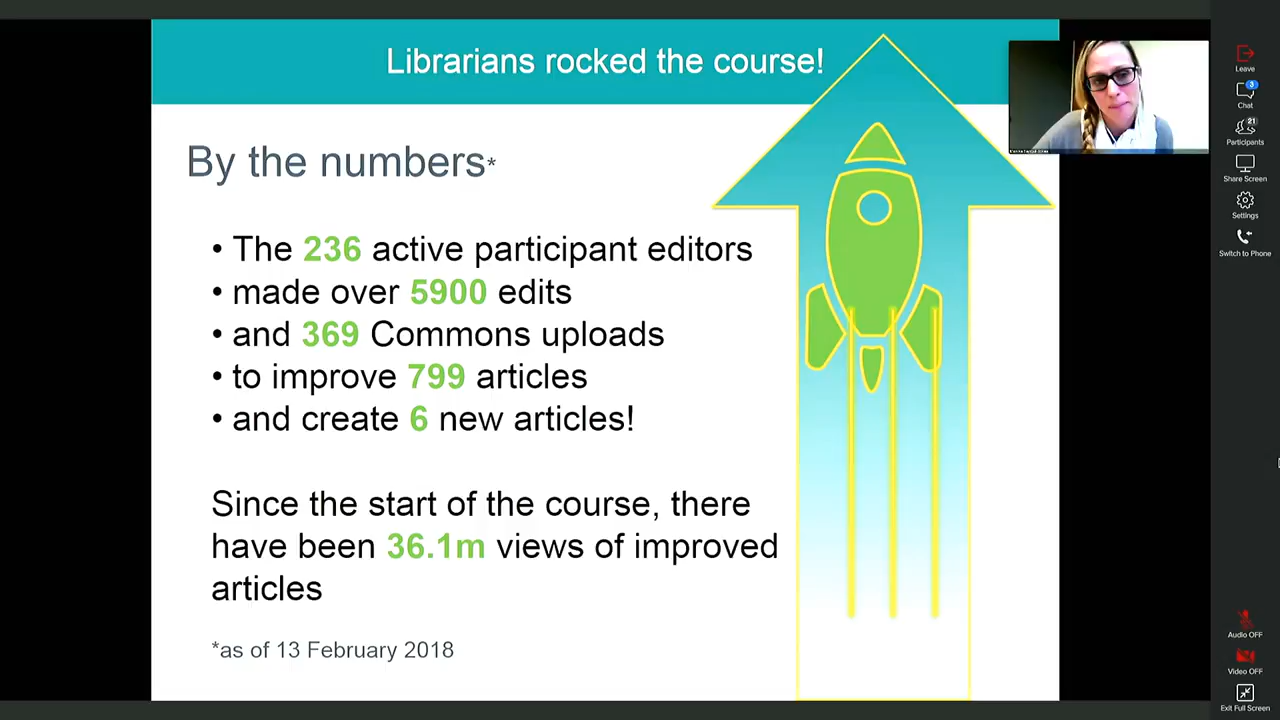 Librarians rocked the course!
By the numbers*
• The 236 active participant editors
• made over 5900 edits
• and 369 Commons uploads
• to improve 799 articles
• and create 6 new articles!
Since the start of the course, there
have been 36.1m views of improved
articles
*as of 13 February 2018
Leave
3
Chat
21
Participants
Share Screen
Settings
Switch to Phone
Audio OFF
Video OFF
Exit Full Screen